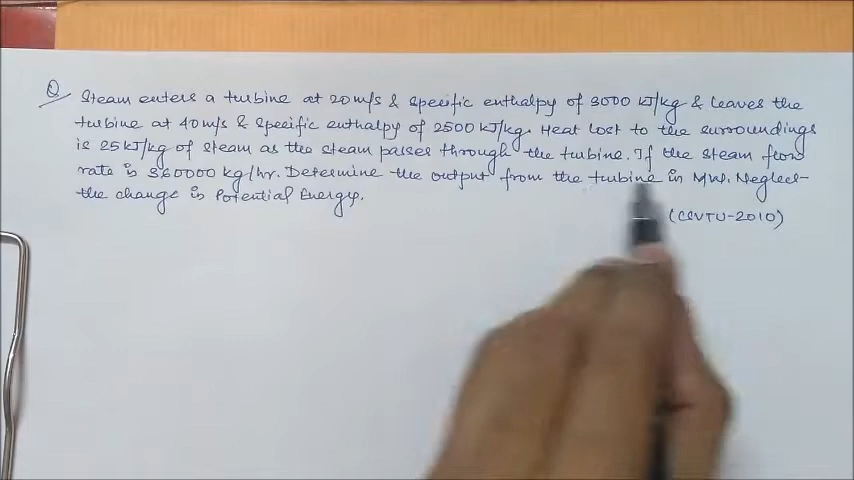 Q Steam enters a turbine at 20 m/s & Specific enthalpy of 3000 kJ/kg & leaves the
turbine at 40 m/s & Specific enthalpy of 2500 kJ/kg. Heat lost to the surroundings
is 25 kJ/kg of steam as the steam passes through the turbine. If the steam flow
rate is 360000 kg/hr. Determine the output from the turbine in MW. Neglect
the change in Potential Energy.
(CSVTU-2010)